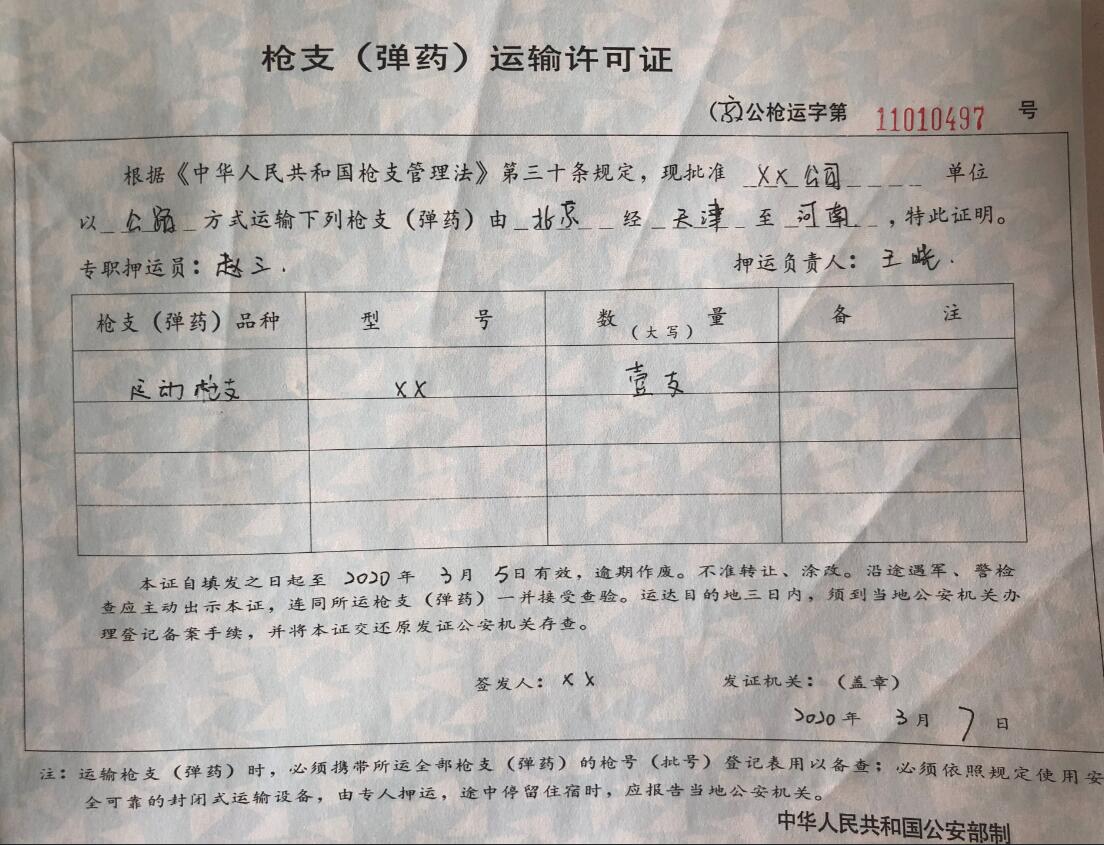 枪支（弹药）运输许可证
（京）公枪运字第 11010497 号
根据《中华人民共和国枪支管理法》第三十条规定，现批准 XX公司 单位
以 公路 方式运输下列枪支（弹药）由 北京 经 天津 至 河南 ，特此证明。
专职押运员：赵三. 押运负责人：王晓.
枪支（弹药）品种 型号 数量（大写） 备注
运动枪支 XX 壹支
本证自填发之日起至 2020 年 3 月 5 日有效，逾期作废。不准转让、涂改。沿途遇军、警检
查应主动出示本证，连同所运枪支（弹药）一并接受查验。运达目的地三日内，须到当地公安机关办
理登记备案手续，并将本证交还原发证公安机关存查。
签发人：XX 发证机关：（盖章）
2020 年 3 月 7 日
注：运输枪支（弹药）时，必须携带所运全部枪支（弹药）的枪号（批号）登记表用以备查；必须依照规定使用安
全可靠的封闭式运输设备，由专人押运，途中停留住宿时，应报告当地公安机关。
中华人民共和国公安部制